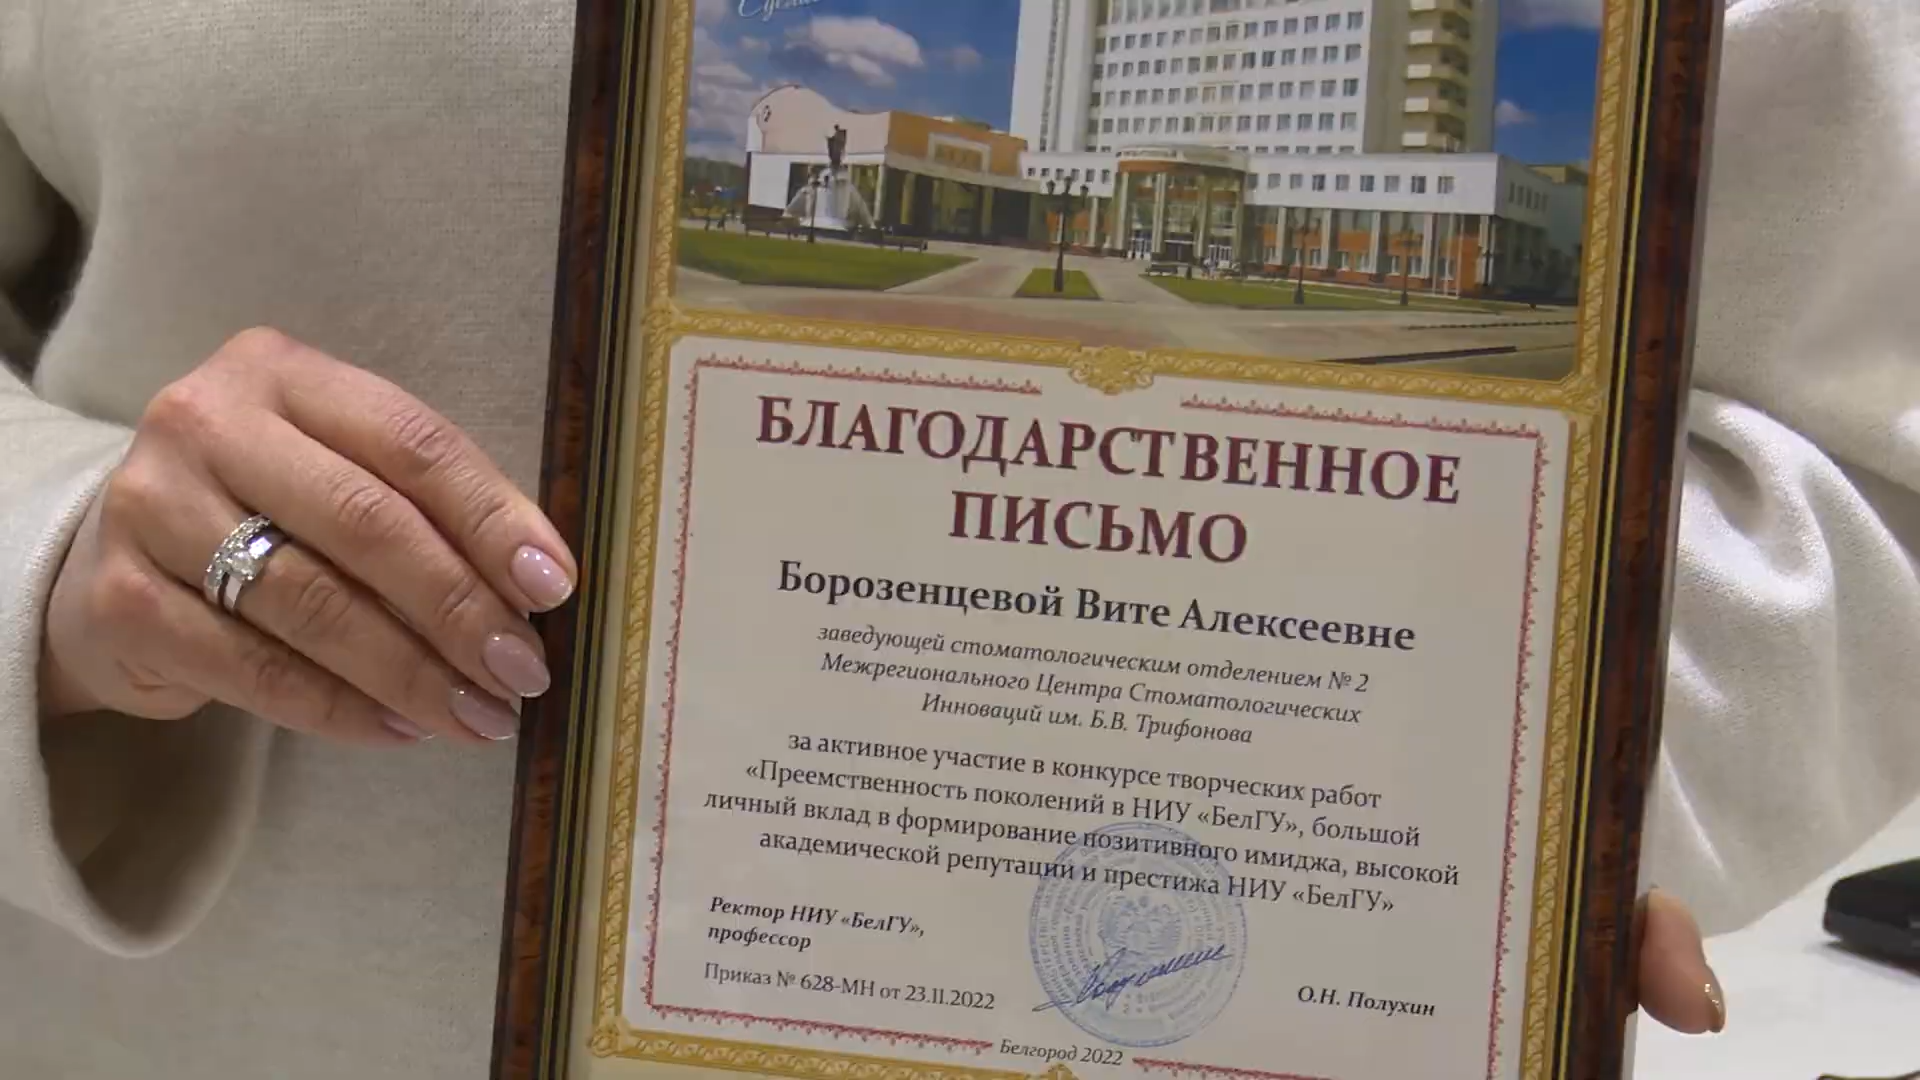 БЛАГОДАРСТВЕННОЕ
ПИСЬМО
Борозенцевой Вите Алексеевне
заведующей стоматологическим отделением № 2
Межрегионального Центра Стоматологических
Инноваций им. Б.В. Трифонова
за активное участие в конкурсе творческих работ
«Преемственность поколений в НИУ «БелГУ», большой
личный вклад в формирование позитивного имиджа, высокой
академической репутации и престижа НИУ «БелГУ»
Ректор НИУ «БелГУ»,
профессор
О.Н. Полухин
Приказ № 628-МН от 23.11.2022
Белгород 2022